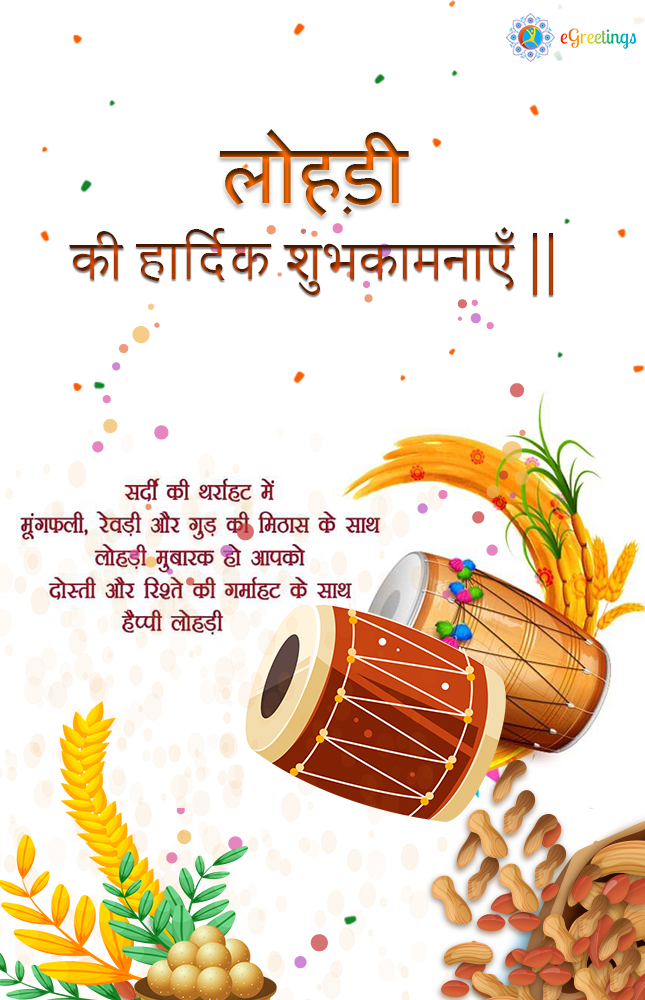 eGreetings
लोहड़ी
की हार्दिक शुभकामनाएँ ||
सर्दी की थर्राहट में
मूंगफली, रेवड़ी और गुड़ की मिठास के साथ
लोहड़ी मुबारक हो आपको
दोस्ती और रिश्ते की गर्माहट के साथ
हैप्पी लोहड़ी